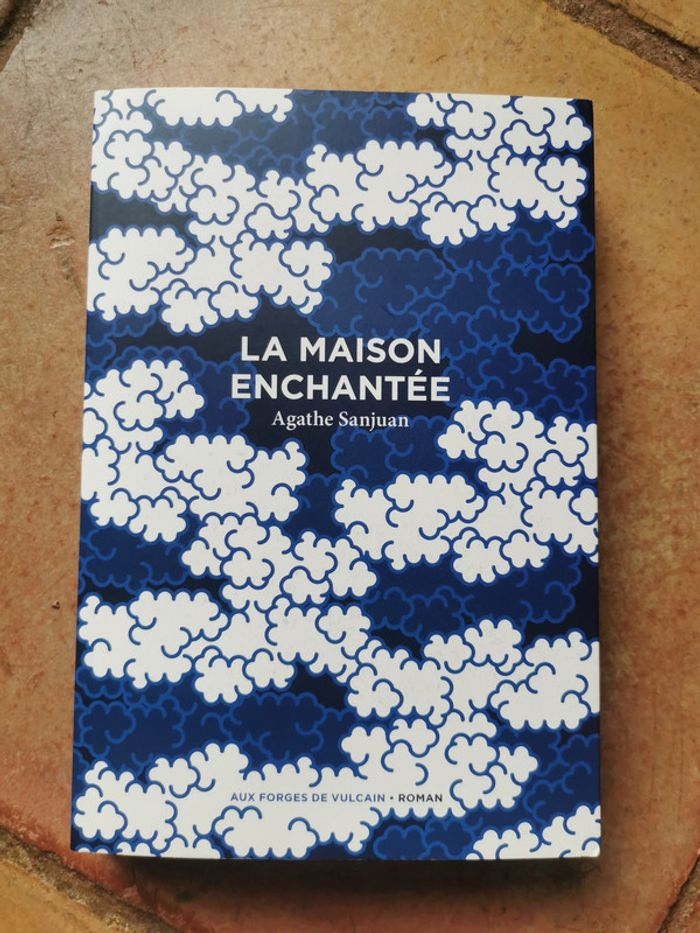 LA MAISON
ENCHANTÉE
Agathe Sanjuan
AUX FORGES DE VULCAIN • ROMAN